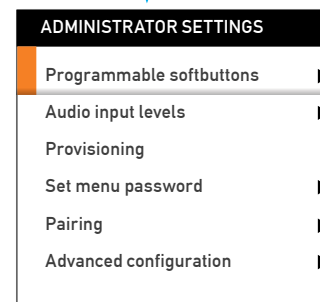 ADMINISTRATOR SETTINGS
Programmable softbuttons
Audio input levels
Provisioning
Set menu password
Pairing
Advanced configuration